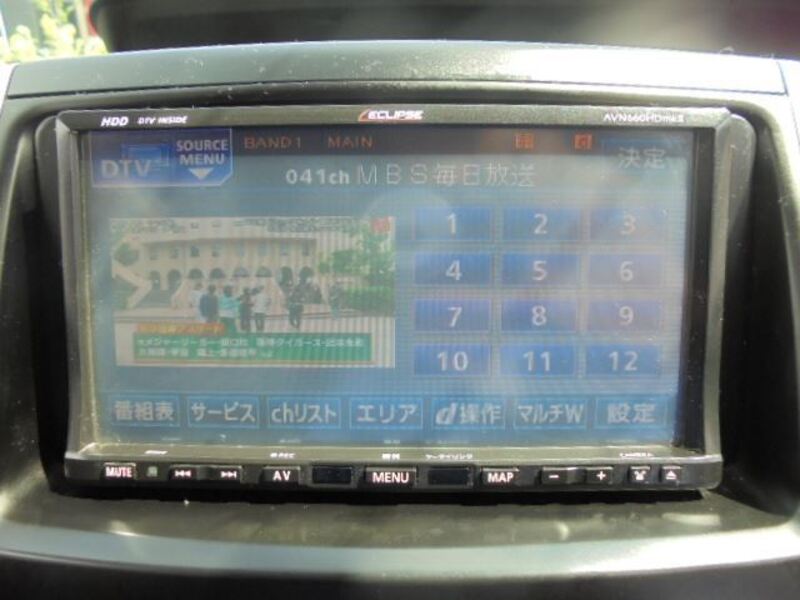 HDD DTV INSIDE ECLIPSE AVN660HDmkII
DTV SOURCE MENU BAND1 MAIN 決定
041ch MBS毎日放送
1 2 3
4 5 6
7 8 9
10 11 12
番組表 サービス chリスト エリア d操作 マルチW 設定
MUTE AV MENU MAP − +